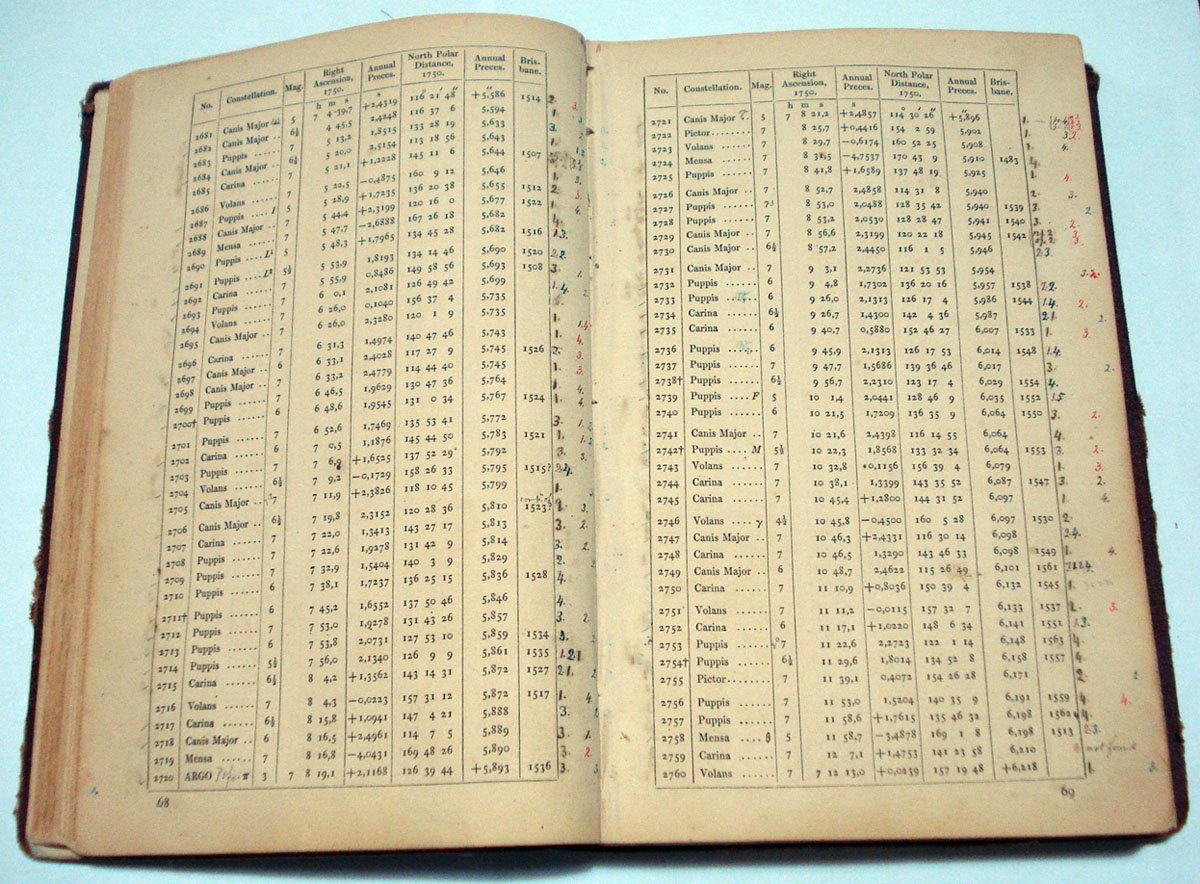 No. Constellation. Mag. Right Ascension, 1750. Annual Preces. North Polar Distance, 1750. Annual Preces. Brisbane.
h m s s ° ' " "
2681 Canis Major 5 7 4 39,7 +2,4319 116 21 48 +5,586 1514 2.
2682 Canis Major .. 6½ 4 45,5 2,4248 116 37 6 5,594
2683 Puppis ...... 7 5 13,2 1,8515 133 28 19 5,633
2684 Canis Major .. 6½ 5 20,0 2,5154 113 18 56 5,643
2685 Carina ...... 7 5 21,1 +1,2228 145 11 6 5,644 1507
2686 Volans ...... 7 5 22,5 -0,4875 160 9 12 5,646
2687 Puppis .... I 5 5 28,9 +1,7235 136 20 38 5,655 1512
2688 Canis Major .. 7 5 44,4 +2,3199 120 16 0 5,677 1522
2689 Mensa ...... 7 5 47,7 -2,6888 167 26 18 5,682
2690 Puppis .... L¹ 5 5 48,3 +1,7965 134 45 28 5,682 1516
2691 Puppis .... L² 5½ 5 53,9 1,8193 134 14 46 5,690 1520
2692 Carina ...... 7 5 55,9 0,8486 149 58 56 5,693 1508
2693 Puppis ...... 7 6 0,1 2,1081 126 49 42 5,699
2694 Volans ...... 7 6 26,0 0,1040 156 37 4 5,735
2695 Canis Major .. 7 6 26,0 2,3280 120 1 9 5,735
2696 Carina ...... 7 6 31,3 1,4974 140 47 46 5,743
2697 Canis Major .. 6 6 33,1 2,4028 117 27 9 5,745 1526
2698 Canis Major .. 7 6 33,2 2,4779 114 44 40 5,745
2699 Puppis ...... 7 6 46,5 1,9629 130 47 36 5,764
2700† Puppis ...... 6 6 48,6 1,9545 131 0 34 5,767 1524
2701 Puppis ...... 7 6 52,6 1,7469 135 53 41 5,772
2702 Carina ...... 6 7 0,5 1,1876 145 44 50 5,783 1521
2703 Puppis ...... 7 7 6,9 +1,6525 137 52 29 5,792
2704 Volans ...... 6½ 7 9,2 -0,1729 158 26 33 5,795 1515?
2705 Canis Major .. 7 7 11,9 +2,3826 118 10 45 5,799
2706 Canis Major .. 6½ 7 19,8 2,3152 120 28 36 5,810 1523?
2707 Carina ...... 7 7 22,0 1,3413 143 27 17 5,813
2708 Puppis ...... 7 7 22,6 1,9278 131 42 9 5,814
2709 Puppis ...... 7 7 32,9 1,5404 140 3 9 5,829
2710 Puppis ...... 6 7 38,1 1,7237 136 25 15 5,836 1528
2711† Puppis ...... 6 7 45,2 1,6552 137 50 46 5,846
2712 Puppis ...... 7 7 53,0 1,9278 131 43 26 5,857
2713 Puppis ...... 7 7 53,8 2,0731 127 53 10 5,859 1534
2714 Puppis ...... 5½ 7 56,0 2,1340 126 9 9 5,861 1535
2715 Carina ...... 6½ 8 4,2 +1,3562 143 14 31 5,872 1527
2716 Volans ...... 7 8 4,3 -0,0223 157 31 12 5,872 1517
2717 Carina ...... 6½ 8 15,8 +1,0941 147 4 21 5,888
2718 Canis Major .. 6 8 16,5 +2,4961 114 7 5 5,889
2719 Mensa ...... 7 8 16,8 -4,0431 169 48 26 5,890
2720 ARGO π 3 7 8 19,1 +2,1168 126 39 44 +5,893 1536 3.
68
No. Constellation. Mag. Right Ascension, 1750. Annual Preces. North Polar Distance, 1750. Annual Preces. Brisbane.
h m s s ° ' " "
2721 Canis Major τ. 5 7 8 21,2 +2,4857 114 30 26 +5,896 1.
2722 Pictor........ 7 8 25,7 +0,4416 154 2 59 5,902
2723 Volans ...... 7 8 29,7 -0,6174 160 52 25 5,908 1.
2724 Mensa ...... 7 8 31,5 -4,7537 170 43 9 5,910 1483 4.
2725 Puppis ...... 7 8 41,8 +1,6589 137 48 19 5,925 1.
2726 Canis Major .. 7 8 52,7 2,4858 114 31 8 5,940 2.
2727 Puppis ...... 7 8 53,0 2,0488 128 35 42 5,940 1539 3.
2728 Puppis ...... 7 8 53,2 2,0530 128 28 47 5,941 1540 3.
2729 Canis Major .. 7 8 56,6 2,3199 120 22 18 5,945 1542
2730 Canis Major .. 6½ 8 57,2 2,4450 116 1 5 5,946 2.3.
2731 Canis Major .. 7 9 3,1 2,2736 121 53 53 5,954
2732 Puppis ...... 6 9 4,8 1,7302 136 20 16 5,957 1538 2.2.
2733 Puppis .... 6 9 26,0 2,1313 126 17 4 5,986 1544 1.4.
2734 Carina ...... 6½ 9 26,7 1,4300 142 4 36 5,987 2.1
2735 Carina ...... 6 9 40,7 0,5880 152 46 27 6,007 1533 1.
2736 Puppis .... 6 9 45,9 2,1313 126 17 53 6,014 1548 1.4.
2737 Puppis ...... 7 9 47,7 1,5686 139 36 46 6,017 3.
2738† Puppis ...... 6½ 9 56,7 2,2310 123 17 4 6,029 1554 4.
2739 Puppis .... F 5 10 1,4 2,0441 128 46 9 6,035 1552 1.5
2740 Puppis ...... 6 10 21,5 1,7209 136 35 9 6,064 1550 3.
2741 Canis Major .. 7 10 21,6 2,4398 116 14 55 6,064 4.
2742† Puppis .... M 5½ 10 22,3 1,8568 133 32 34 6,064 1553 3.
2743 Volans ...... 7 10 32,8 0,1156 156 39 4 6,079 1.
2744 Carina ...... 7 10 38,1 1,3399 143 35 52 6,087 1547 3.
2745 Carina ...... 7 10 45,4 +1,2800 144 31 52 6,097 1.
2746 Volans .... γ 4½ 10 45,8 -0,4500 160 5 28 6,097 1530 2.
2747 Canis Major .. 7 10 46,3 +2,4331 116 30 14 6,098 2.4.
2748 Carina ...... 7 10 46,5 1,3290 143 46 33 6,098 1549 1.
2749 Canis Major .. 6 10 48,7 2,4622 115 26 49 6,101 1561
2750 Carina ...... 7 11 10,9 +0,8036 150 39 4 6,132 1545 1.
2751 Volans ...... 7 11 11,2 -0,0115 157 32 7 6,133 1537 2.
2752 Carina ...... 6 11 17,1 +1,0220 148 6 34 6,141 1551 1.3.
2753 Puppis ...... 7 11 22,6 2,2723 122 1 14 6,148 1563 4.
2754† Puppis ...... 6½ 11 29,6 1,8014 134 52 8 6,158 1557 4.
2755 Pictor........ 7 11 39,1 0,4072 154 26 28 6,171 2.
2756 Puppis ...... 7 11 53,0 1,5204 140 35 9 6,191 1559 4.
2757 Puppis ...... 7 11 58,6 +1,7615 135 46 32 6,198 1562 4.
2758 Mensa .... θ 5 11 58,7 -3,4878 169 1 8 6,198 1513 2.3.
2759 Carina ...... 7 12 7,1 +1,4753 141 23 58 6,210 not found
2760 Volans ...... 7 7 12 13,0 +0,0239 157 19 48 +6,218 1.
69